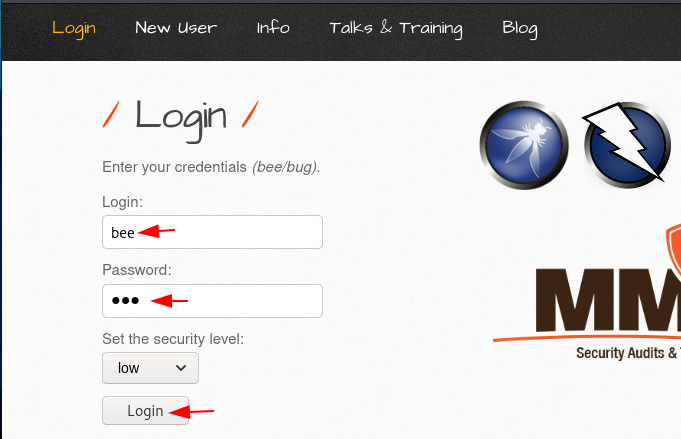 Login New User Info Talks & Training Blog
/ Login /
Enter your credentials (bee/bug).
Login:
bee
Password:
Set the security level:
low
Login
MM
Security Audits &